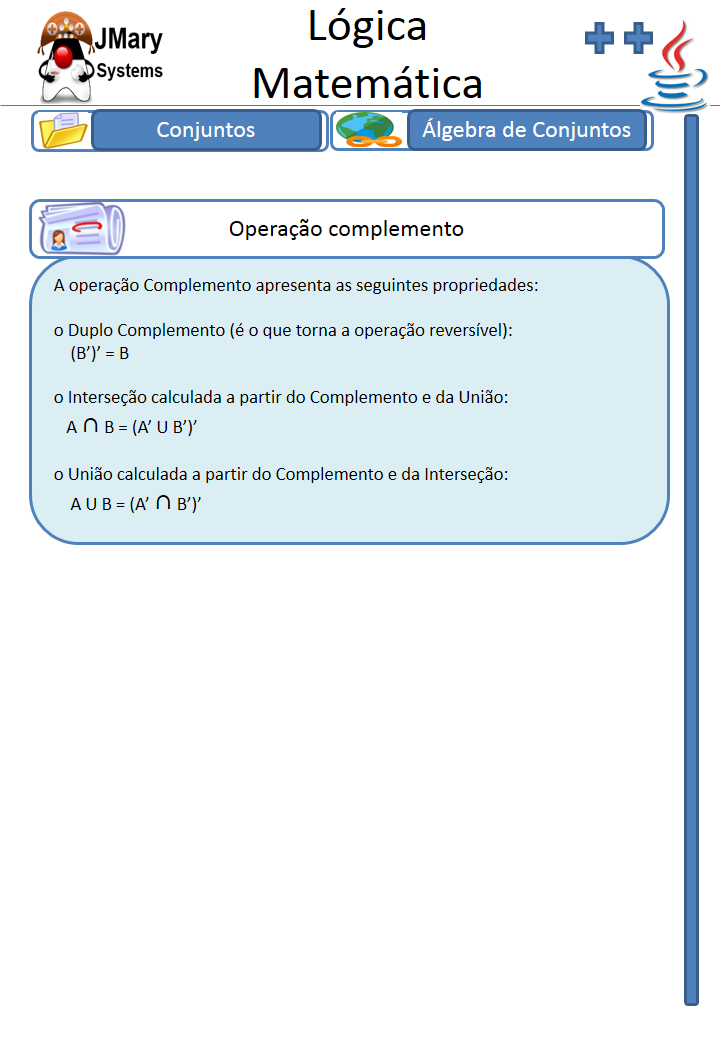 JMary
Systems
Lógica
Matemática
Conjuntos
Álgebra de Conjuntos
Operação complemento
A operação Complemento apresenta as seguintes propriedades:
o Duplo Complemento (é o que torna a operação reversível):
(B’)’ = B
o Interseção calculada a partir do Complemento e da União:
A ∩ B = (A’ U B’)’
o União calculada a partir do Complemento e da Interseção:
A U B = (A’ ∩ B’)’